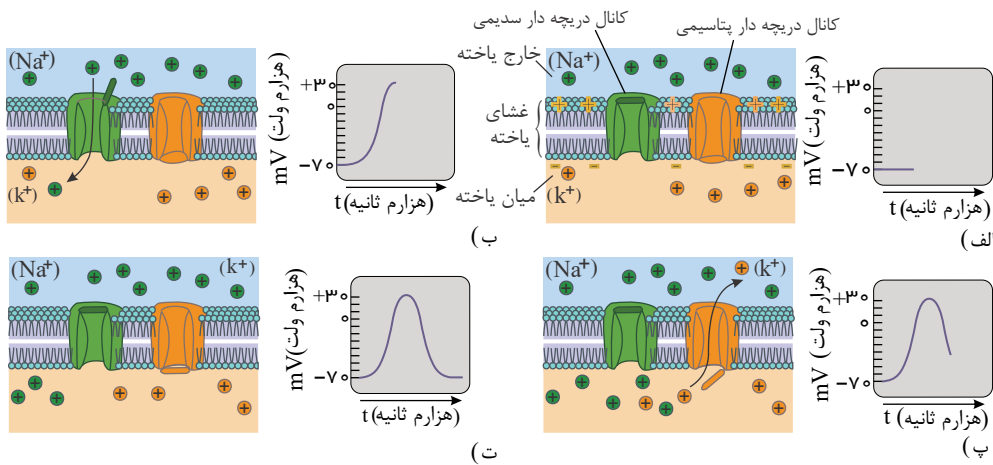 کانال دریچه دار سدیمی
کانال دریچه دار پتاسیمی
خارج یاخته
(Na⁺)
غشای یاخته
میان یاخته
(k⁺)
mV (هزارم ولت)
+۳۰
۰
−۷۰
t (هزارم ثانیه)
الف)
(Na⁺)
(k⁺)
mV (هزارم ولت)
+۳۰
۰
−۷۰
t (هزارم ثانیه)
ب)
(Na⁺)
(k⁺)
mV (هزارم ولت)
+۳۰
۰
−۷۰
t (هزارم ثانیه)
پ)
(Na⁺)
(k⁺)
mV (هزارم ولت)
+۳۰
۰
−۷۰
t (هزارم ثانیه)
ت)